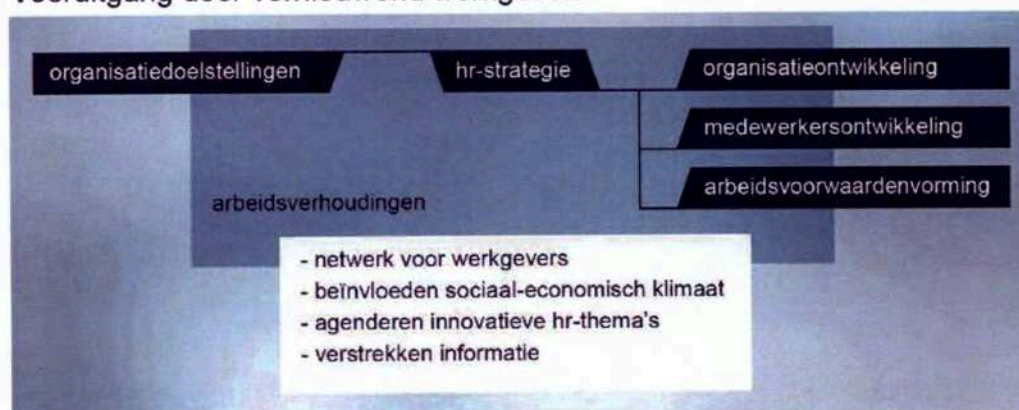 organisatiedoelstellingen
hr-strategie
organisatieontwikkeling
medewerkersontwikkeling
arbeidsvoorwaardenvorming
arbeidsverhoudingen
- netwerk voor werkgevers
- beïnvloeden sociaal-economisch klimaat
- agenderen innovatieve hr-thema's
- verstrekken informatie